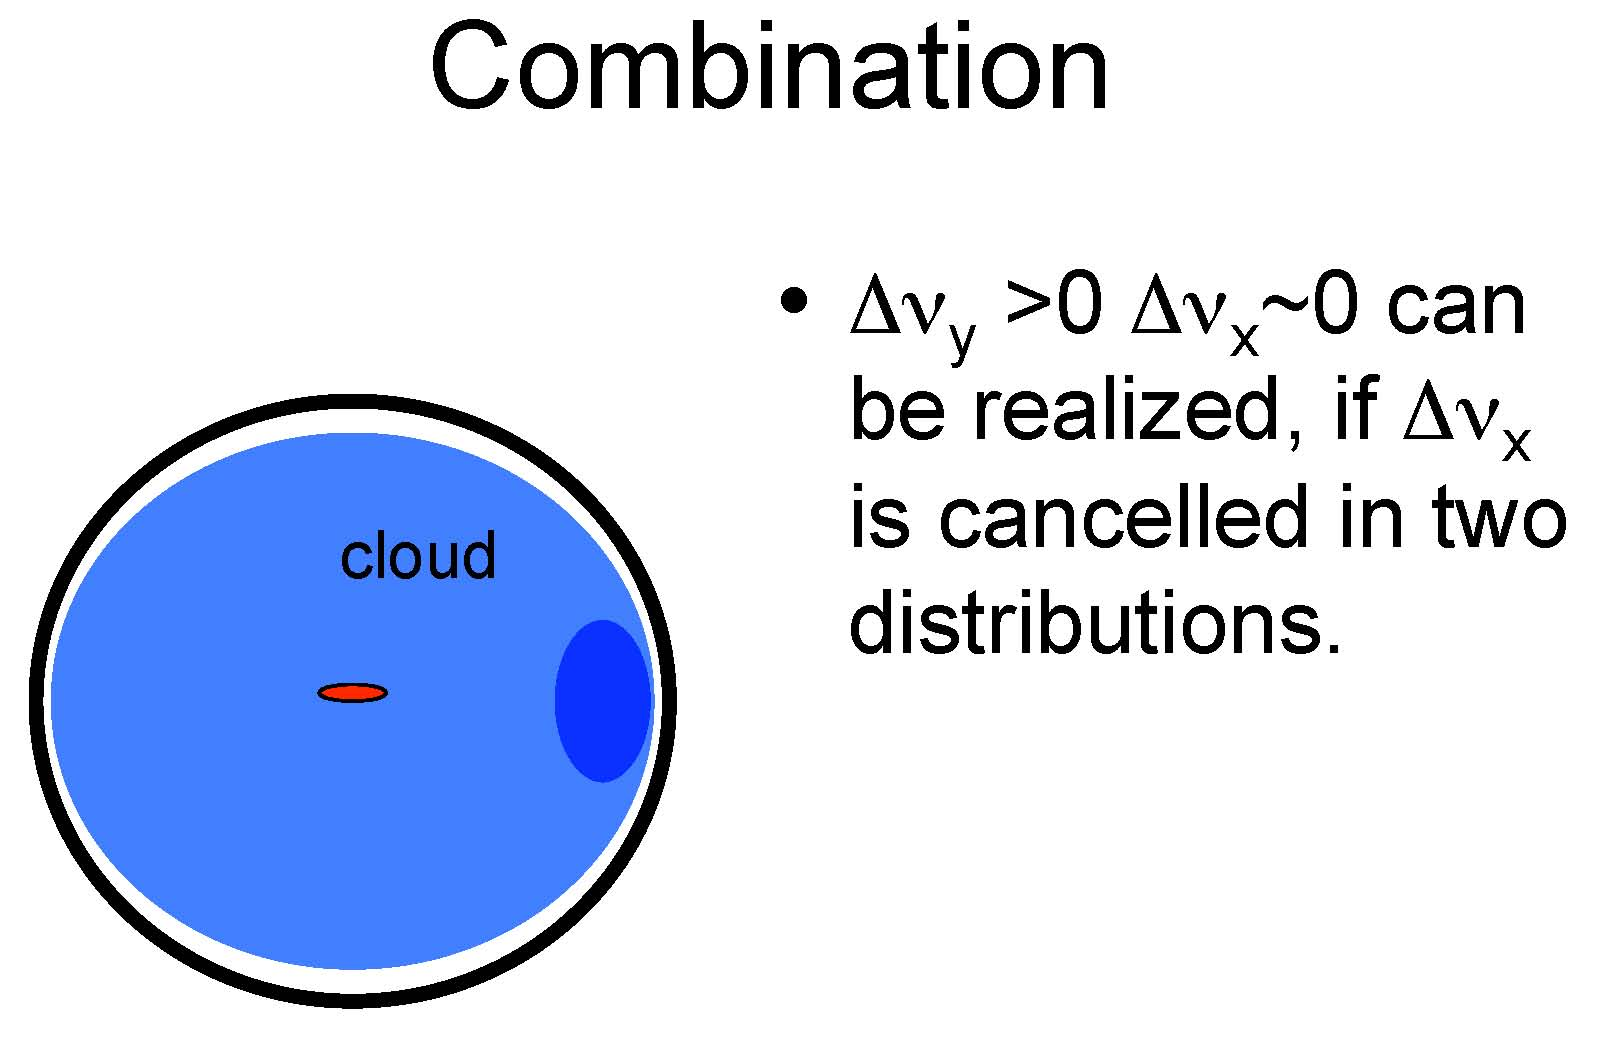 Combination
• Δνy >0 Δνx~0 can
be realized, if Δνx
is cancelled in two
distributions.
cloud